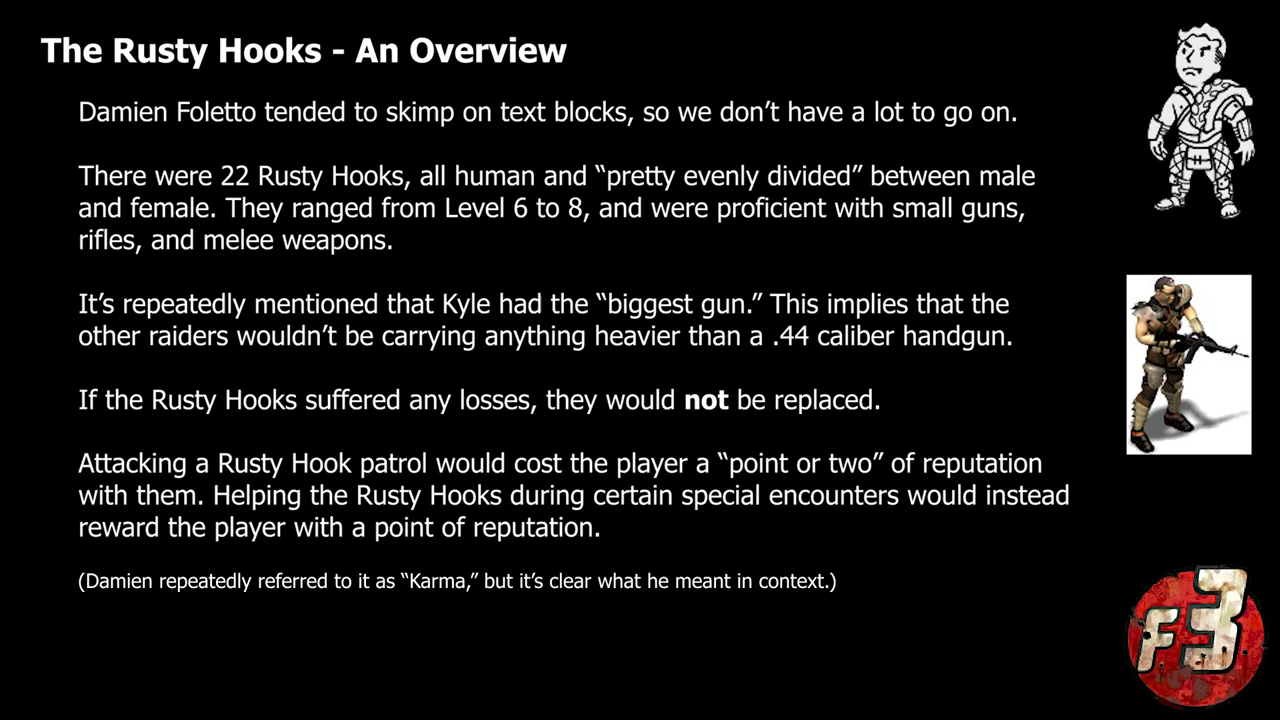 The Rusty Hooks - An Overview
Damien Foletto tended to skimp on text blocks, so we don’t have a lot to go on.
There were 22 Rusty Hooks, all human and “pretty evenly divided” between male
and female. They ranged from Level 6 to 8, and were proficient with small guns,
rifles, and melee weapons.
It’s repeatedly mentioned that Kyle had the “biggest gun.” This implies that the
other raiders wouldn’t be carrying anything heavier than a .44 caliber handgun.
If the Rusty Hooks suffered any losses, they would not be replaced.
Attacking a Rusty Hook patrol would cost the player a “point or two” of reputation
with them. Helping the Rusty Hooks during certain special encounters would instead
reward the player with a point of reputation.
(Damien repeatedly referred to it as “Karma,” but it’s clear what he meant in context.)
F3